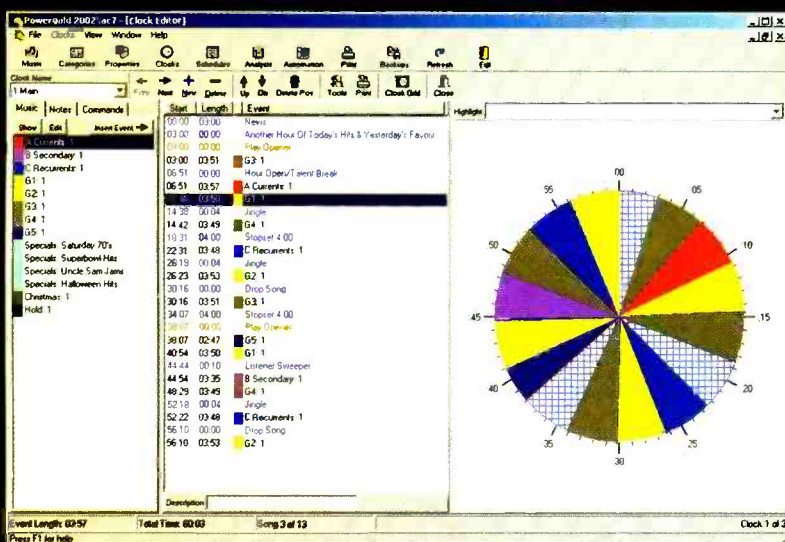 Powergold 2002 .ac7 - [Clock Editor]
File Clocks View Window Help
Music Categories Properties Clocks Schedules Analysis Automation Print Backups Refresh Exit
Clock Name
1 Main
Prev Next New Delete Up Dn Delete Pos Tools Print Clock Grid Close
Music Notes Commands
Show Edit Insert Event
A Currents 1
B Secondary 1
C Recurrents 1
G1 1
G2 1
G3 1
G4 1
G5 1
Specials Saturday 70's
Specials Superbowl Hits
Specials Uncle Sam Jams
Specials Halloween Hits
Christmas 1
Hold 1
Start Length Event
00:00 03:00 News
03:00 00:00 Another Hour Of Today's Hits & Yesterday's Favour
03:00 00:00 Play Opener
03:00 03:51 G3 1
06:51 00:00 Hour Open/Talent Break
06:51 03:57 A Currents 1
03:50 G1 1
14:38 00:04 Jingle
14:42 03:49 G4 1
18:31 04:00 Stopset 4:00
22:31 03:48 C Recurrents 1
26:19 00:04 Jingle
26:23 03:53 G2 1
30:16 00:00 Drop Song
30:16 03:51 G3 1
34:07 04:00 Stopset 4:00
38:07 00:00 Play Opener
38:07 02:47 G5 1
40:54 03:50 G1 1
44:44 00:10 Listener Sweeper
44:54 03:35 B Secondary 1
48:29 03:49 G4 1
52:18 00:04 Jingle
52:22 03:48 C Recurrents 1
56:10 00:00 Drop Song
56:10 03:53 G2 1
Description
Highlight
00
05
10
15
20
25
30
35
40
45
50
55
Event Length: 03:57 Total Time: 60:03 Song 3 of 13 Clock 1 of 2
Press F1 for help